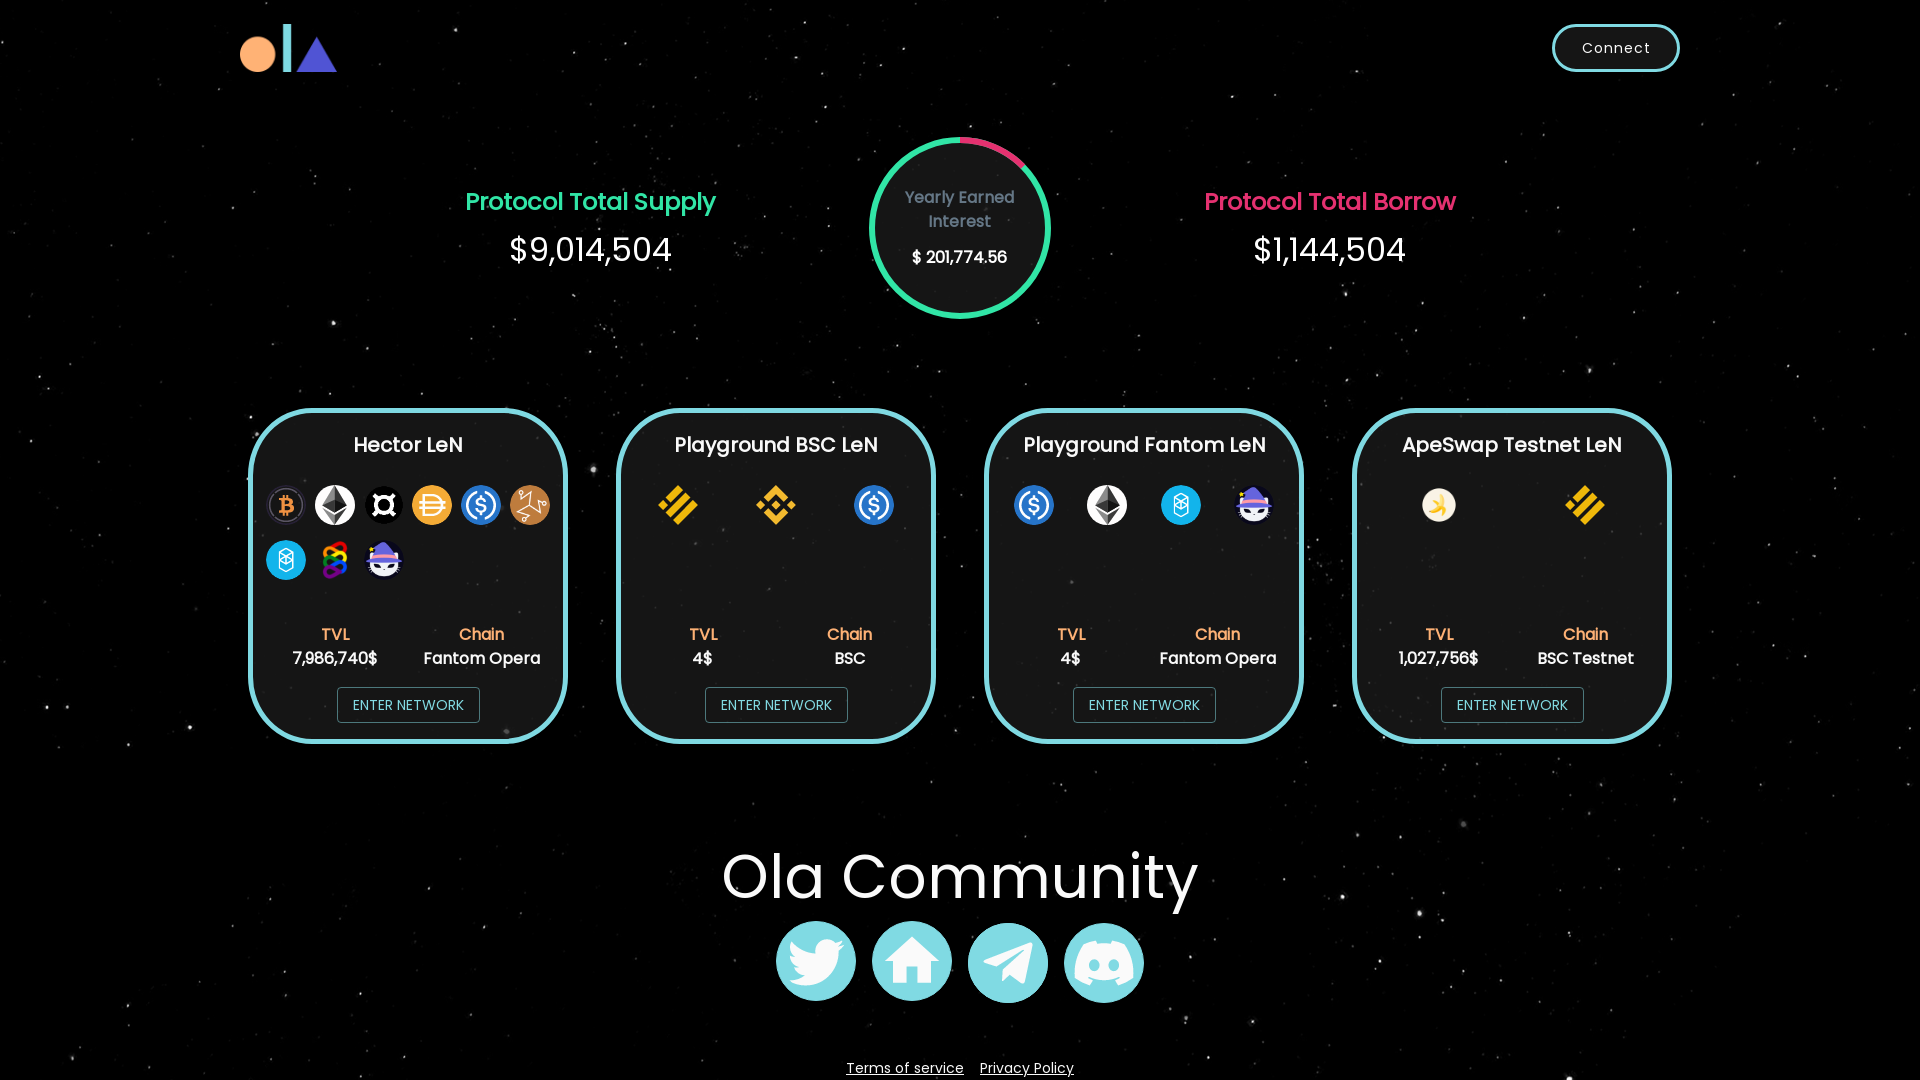 ola
Connect
Protocol Total Supply
$9,014,504
Yearly Earned
Interest
$ 201,774.56
Protocol Total Borrow
$1,144,504
Hector LeN
TVL
Chain
7,986,740$
Fantom Opera
ENTER NETWORK
Playground BSC LeN
TVL
Chain
4$
BSC
ENTER NETWORK
Playground Fantom LeN
TVL
Chain
4$
Fantom Opera
ENTER NETWORK
ApeSwap Testnet LeN
TVL
Chain
1,027,756$
BSC Testnet
ENTER NETWORK
Ola Community
Terms of service
Privacy Policy